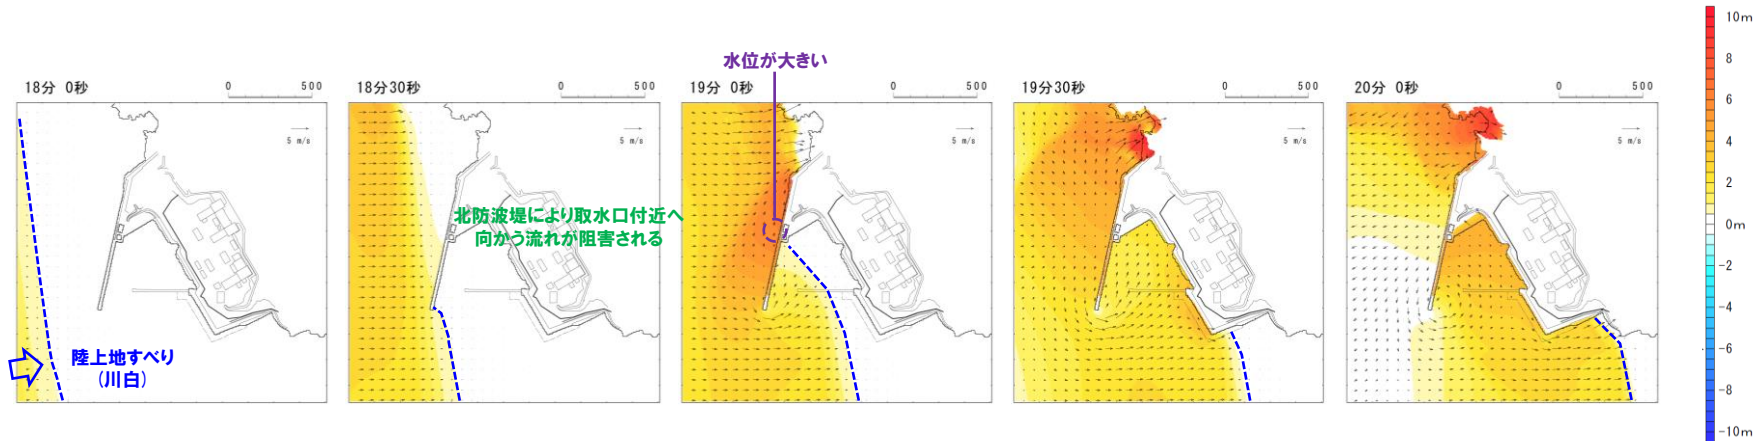 水位が大きい
18分 0秒
0 500
5 m/s
陸上地すべり
(川白)
18分30秒
0 500
5 m/s
北防波堤により取水口付近へ
向かう流れが阻害される
19分 0秒
0 500
5 m/s
19分30秒
0 500
5 m/s
20分 0秒
0 500
5 m/s
10m
8
6
4
2
0m
-2
-4
-6
-8
-10m